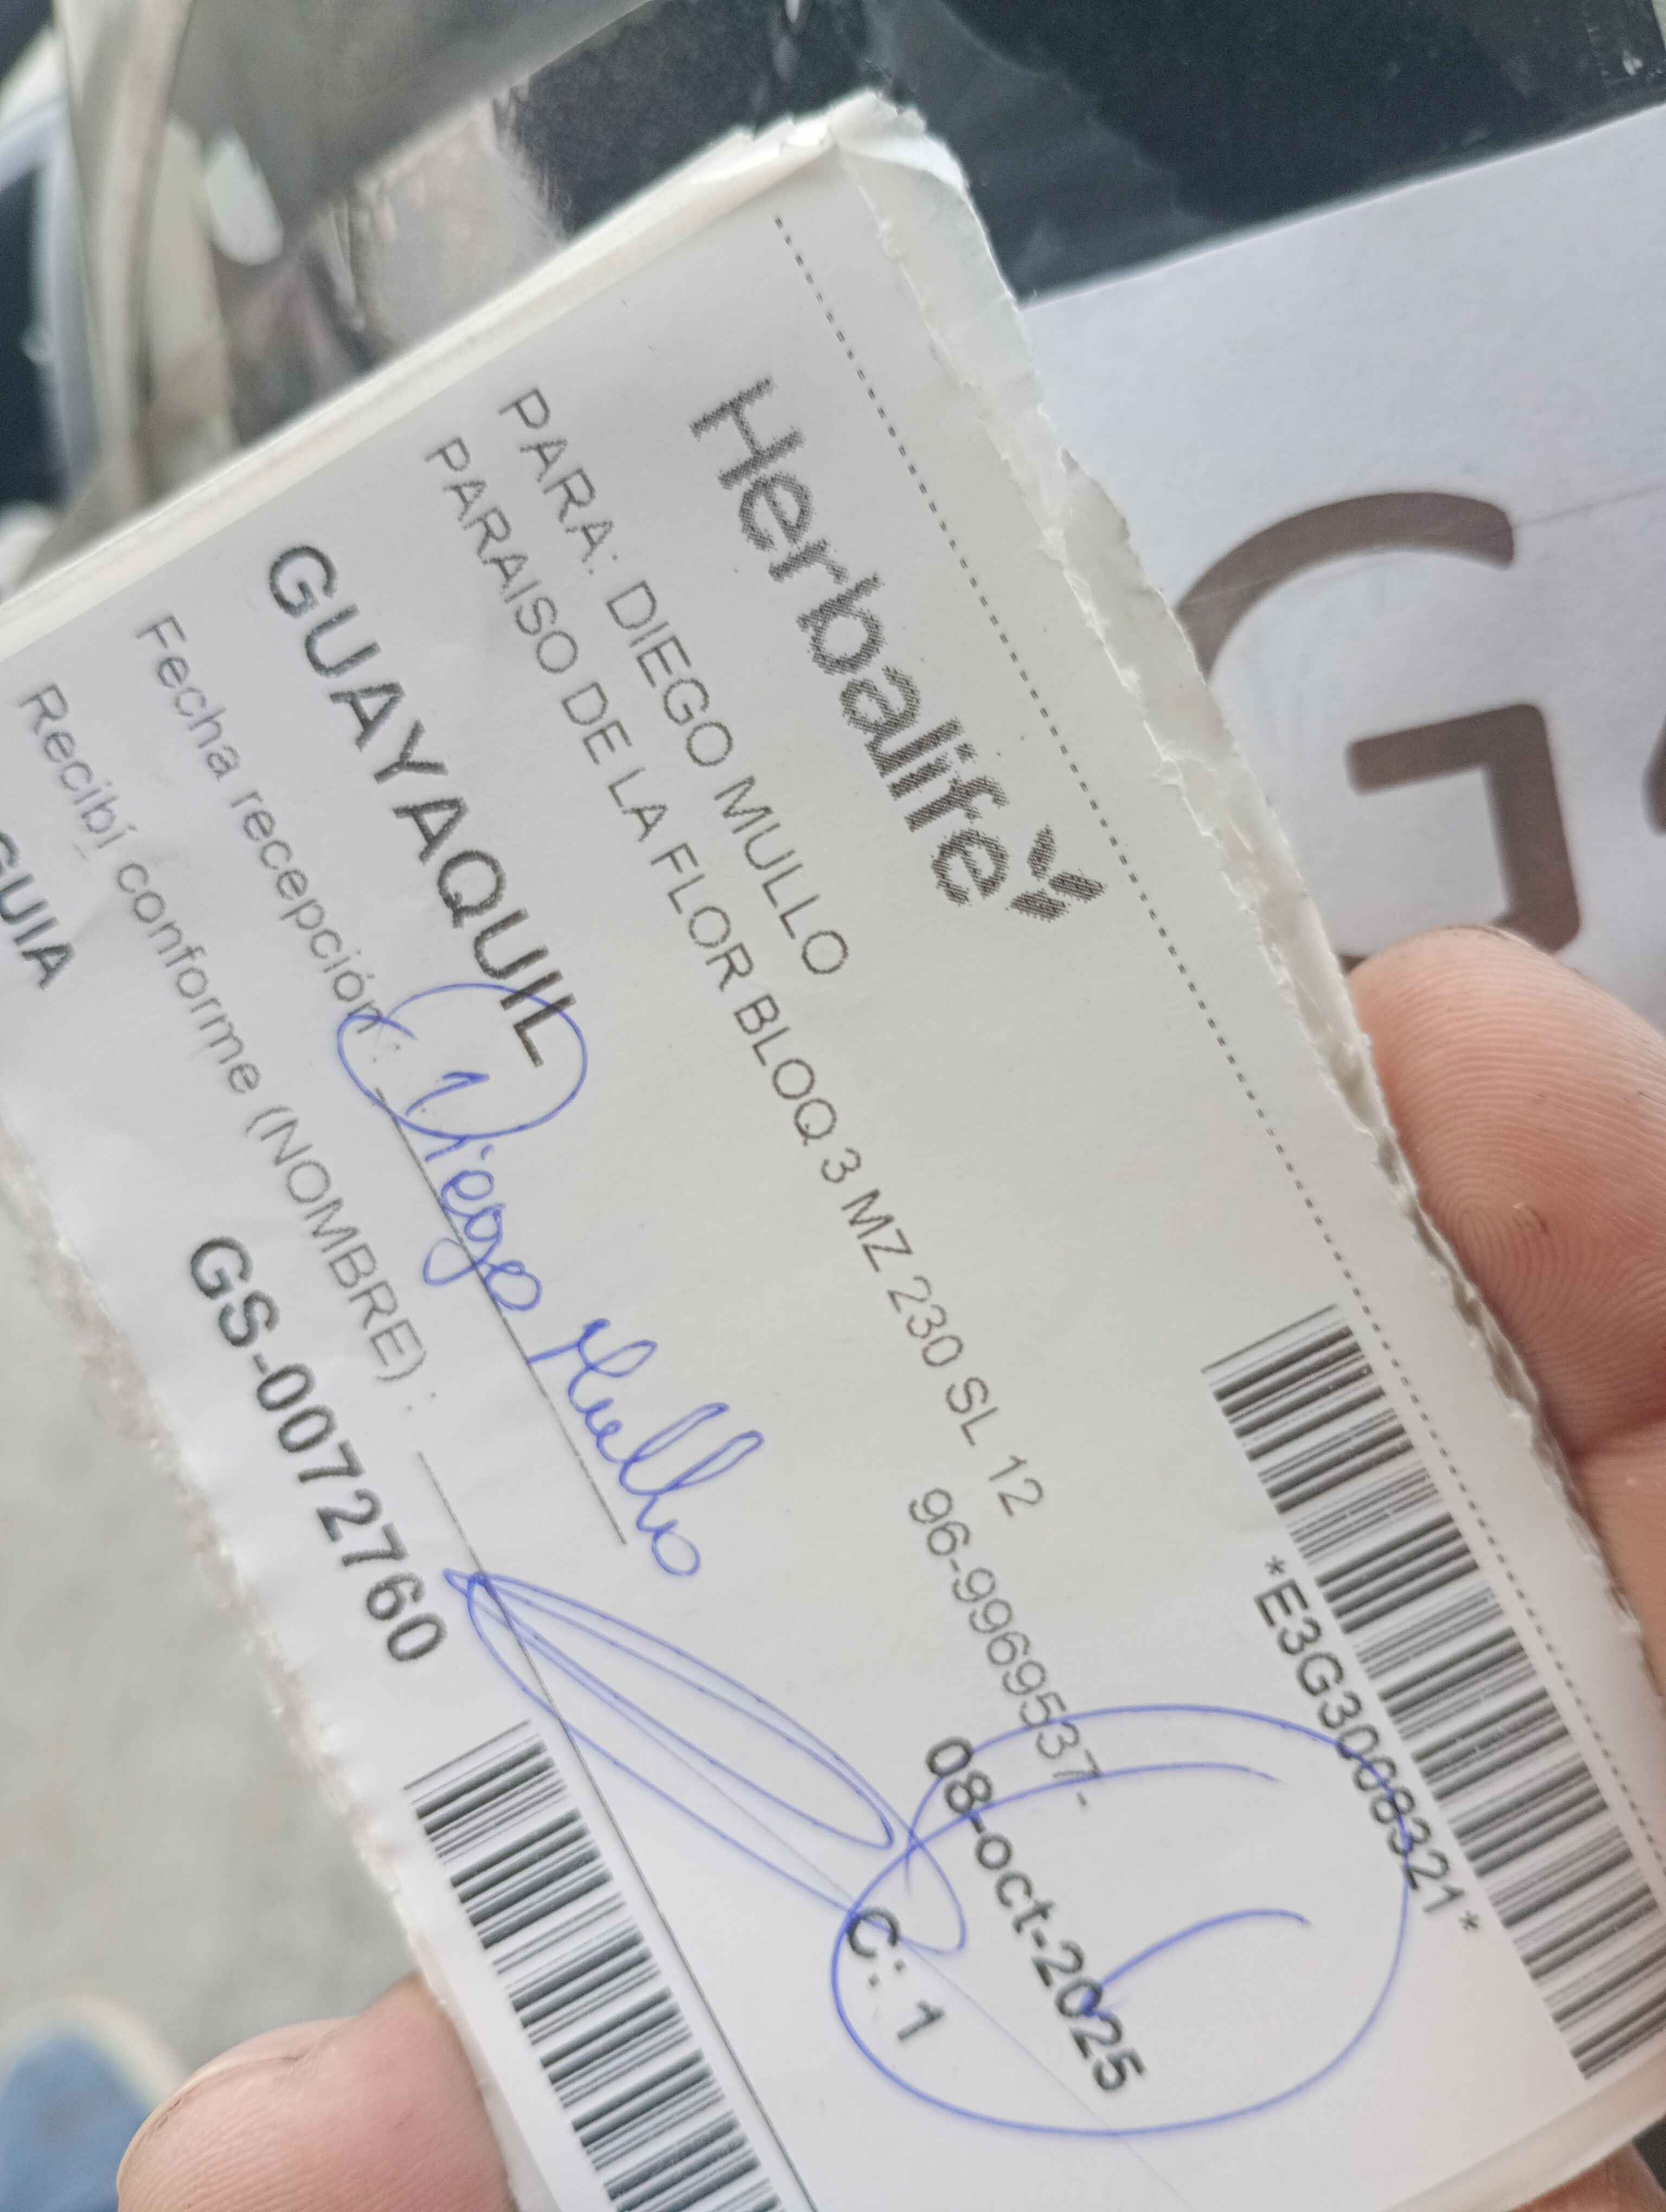 Herbalife
*E3G3008321*
PARA: DIEGO MULLO
PARAISO DE LA FLOR BLOQ 3 MZ 230 SL 12
96-9969537-
08-oct-2025
GUAYAQUIL
C: 1
Fecha recepción: Diego Mullo
Recibí conforme (NOMBRE) :
GUIA
GS-0072760
G